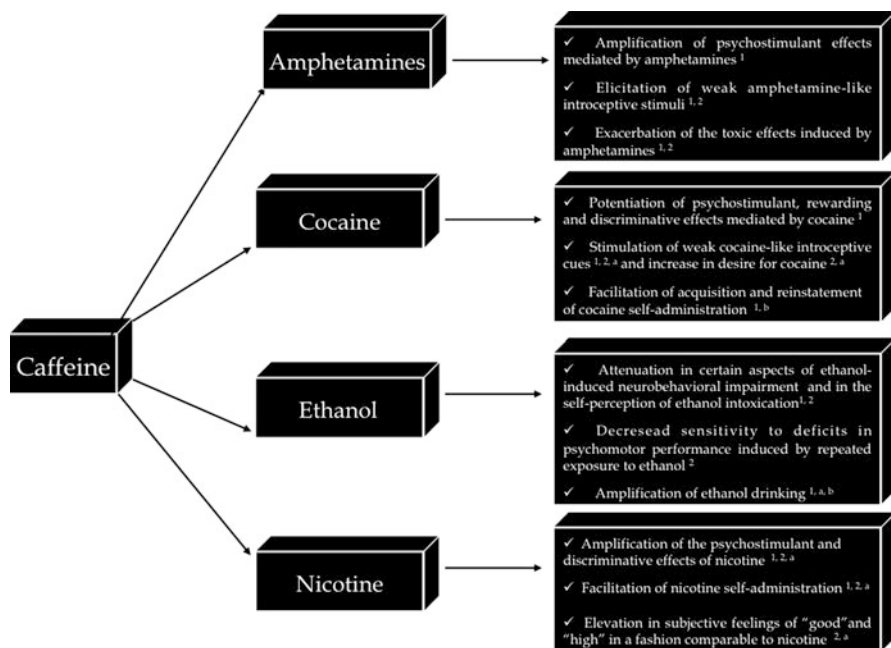 Amphetamines
✓ Amplification of psychostimulant effects
mediated by amphetamines 1
✓ Elicitation of weak amphetamine-like
introceptive stimuli 1, 2
✓ Exacerbation of the toxic effects induced by
amphetamines 1, 2
Cocaine
✓ Potentiation of psychostimulant, rewarding
and discriminative effects mediated by cocaine 1
✓ Stimulation of weak cocaine-like introceptive
cues 1, 2, a and increase in desire for cocaine 2, a
✓ Facilitation of acquisition and reinstatement
of cocaine self-administration 1, b
Caffeine
Ethanol
✓ Attenuation in certain aspects of ethanol-
induced neurobehavioral impairment and in the
self-perception of ethanol intoxication1, 2
✓ Decresead sensitivity to deficits in
psychomotor performance induced by repeated
exposure to ethanol 2
✓ Amplification of ethanol drinking 1, a, b
Nicotine
✓ Amplification of the psychostimulant and
discriminative effects of nicotine 1, 2, a
✓ Facilitation of nicotine self-administration 1, 2, a
✓ Elevation in subjective feelings of “good”and
“high” in a fashion comparable to nicotine 2, a